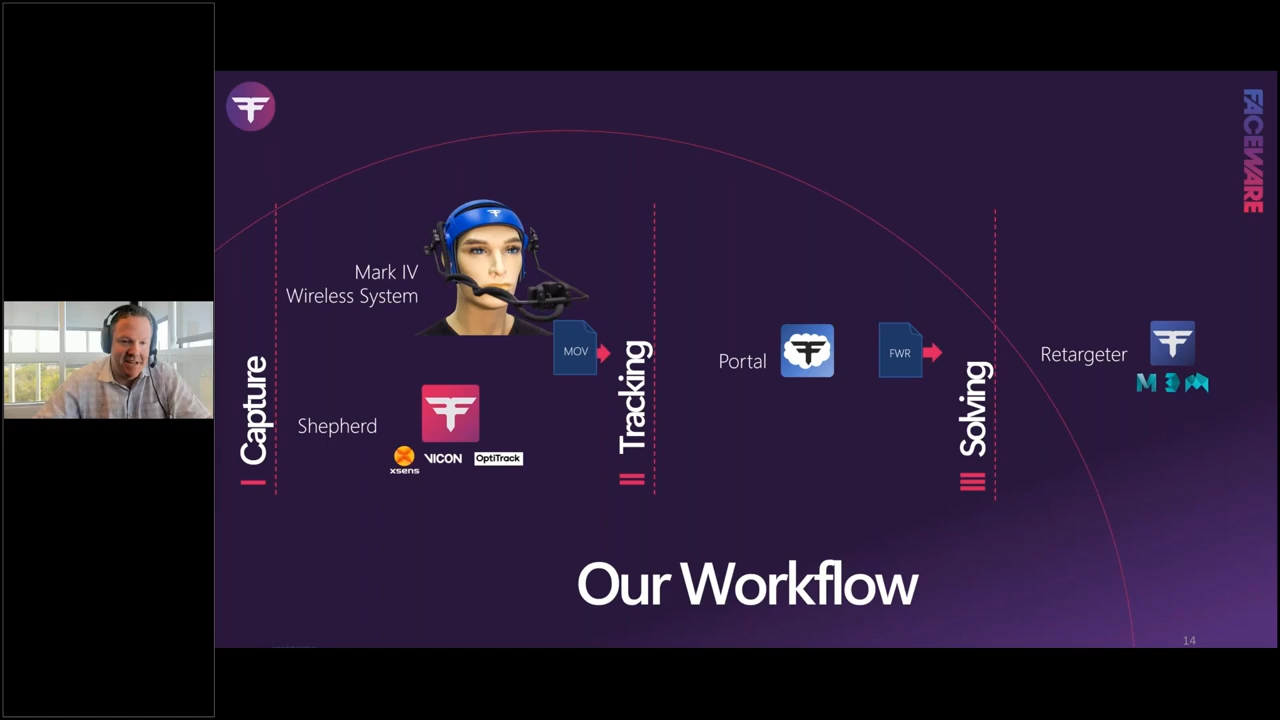 FACEWARE
Mark IV
Wireless System
MOV
Capture
Shepherd
xsens
VICON
OptiTrack
Tracking
Portal
FWR
Solving
Retargeter
M 3 M
Our Workflow
14